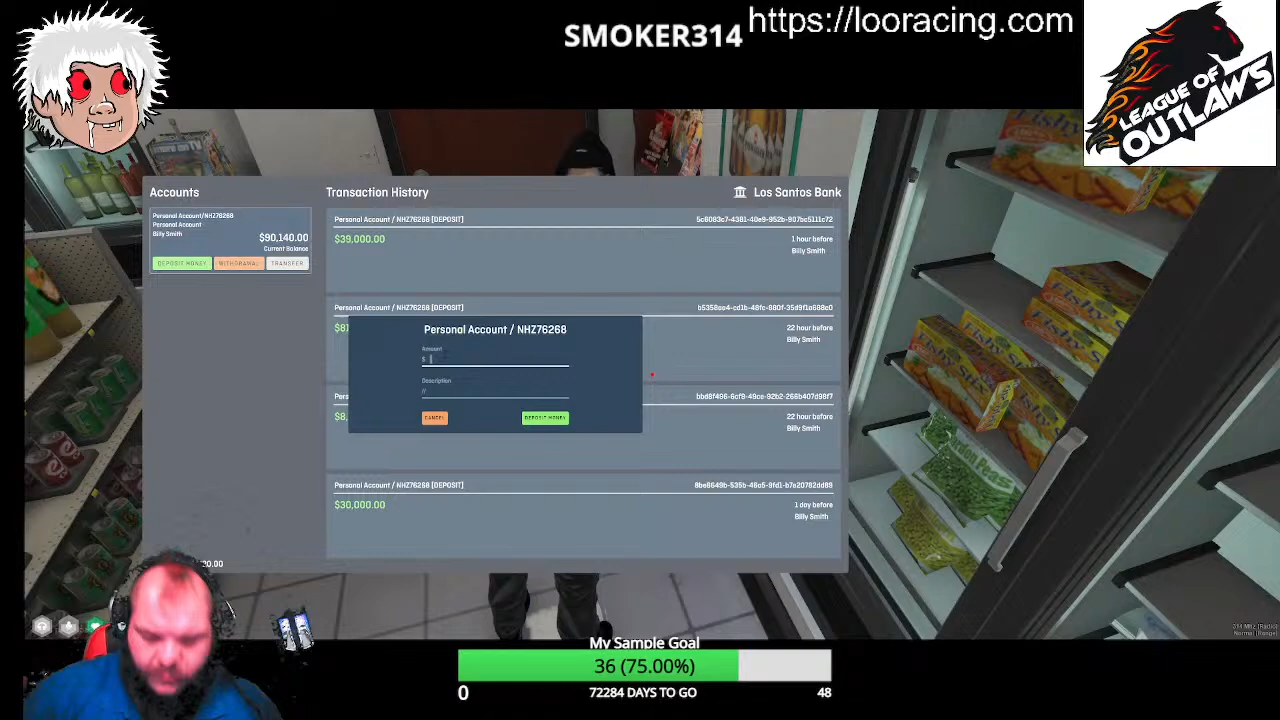 SMOKER314
https://looracing.com
LEAGUE OF
OUTLAWS
Accounts
Personal Account/NHZ76268
Personal Account
Billy Smith
$90,140.00
Current Balance
DEPOSIT MONEY
WITHDRAWAL
TRANSFER
Transaction History
Los Santos Bank
Personal Account / NHZ76268 [DEPOSIT]
$39,000.00
1 hour before
Billy Smith
Personal Account / NHZ76268 [DEPOSIT]
22 hour before
Billy Smith
Personal Account / NHZ76268
Amount
$
Description
//
CANCEL
DEPOSIT MONEY
22 hour before
Billy Smith
Personal Account / NHZ76268 [DEPOSIT]
$30,000.00
1 day before
Billy Smith
Fishy Stix
Peas
My Sample Goal
36 (75.00%)
0
72284 DAYS TO GO
48